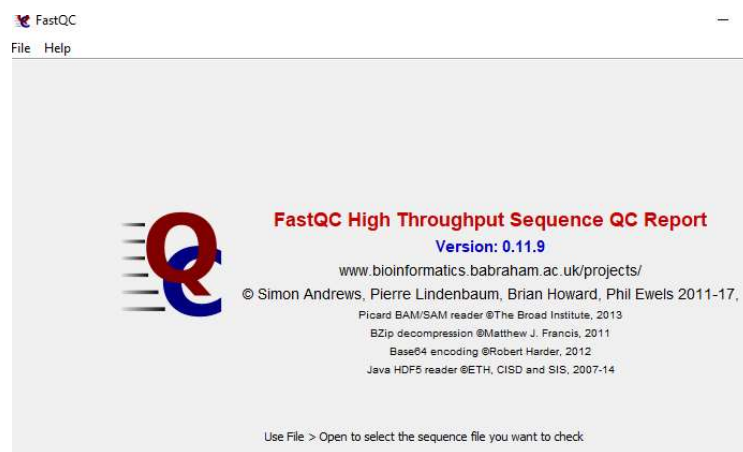 FastQC
File Help
FastQC High Throughput Sequence QC Report
Version: 0.11.9
www.bioinformatics.babraham.ac.uk/projects/
© Simon Andrews, Pierre Lindenbaum, Brian Howard, Phil Ewels 2011-17,
Picard BAM/SAM reader ©The Broad Institute, 2013
BZip decompression ©Matthew J. Francis, 2011
Base64 encoding ©Robert Harder, 2012
Java HDF5 reader ©ETH, CISD and SIS, 2007-14
Use File > Open to select the sequence file you want to check